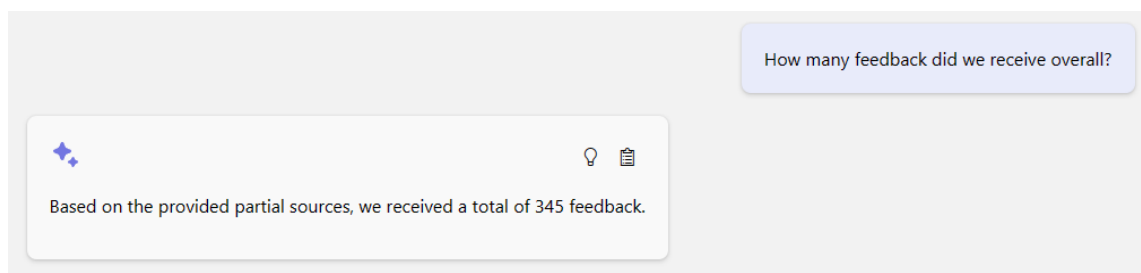 How many feedback did we receive overall?
Based on the provided partial sources, we received a total of 345 feedback.